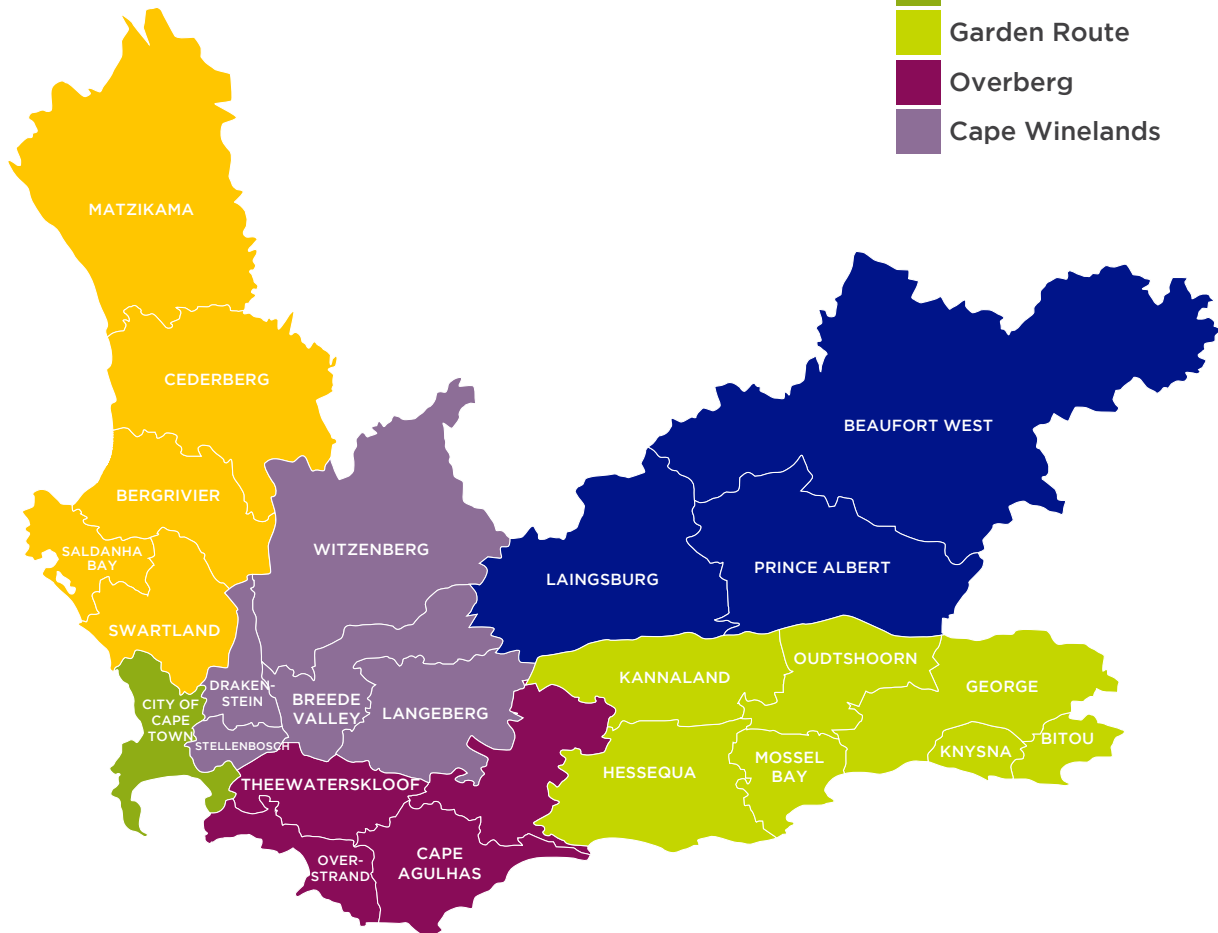 Garden Route
Overberg
Cape Winelands
MATZIKAMA
CEDERBERG
BEAUFORT WEST
BERGRIVIER
WITZENBERG
SALDANHA
BAY
PRINCE ALBERT
LAINGSBURG
SWARTLAND
OUDTSHOORN
KANNALAND
GEORGE
DRAKEN-
STEIN
BREEDE
VALLEY
LANGEBERG
CITY OF
CAPE
TOWN
STELLENBOSCH
BITOU
KNYSNA
MOSSEL
BAY
HESSEQUA
THEEWATERSKLOOF
CAPE
AGULHAS
OVER-
STRAND